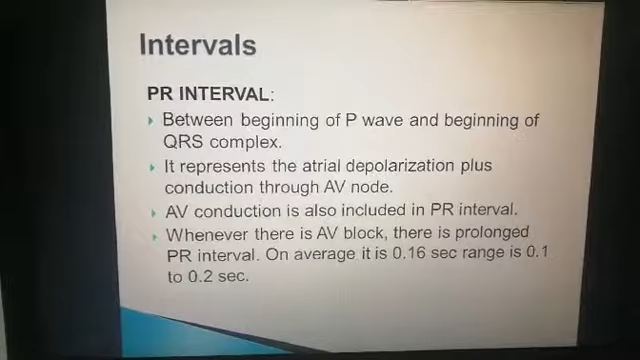 Intervals
PR INTERVAL:
Between beginning of P wave and beginning of
QRS complex.
It represents the atrial depolarization plus
conduction through AV node.
AV conduction is also included in PR interval.
Whenever there is AV block, there is prolonged
PR interval. On average it is 0.16 sec range is 0.1
to 0.2 sec.